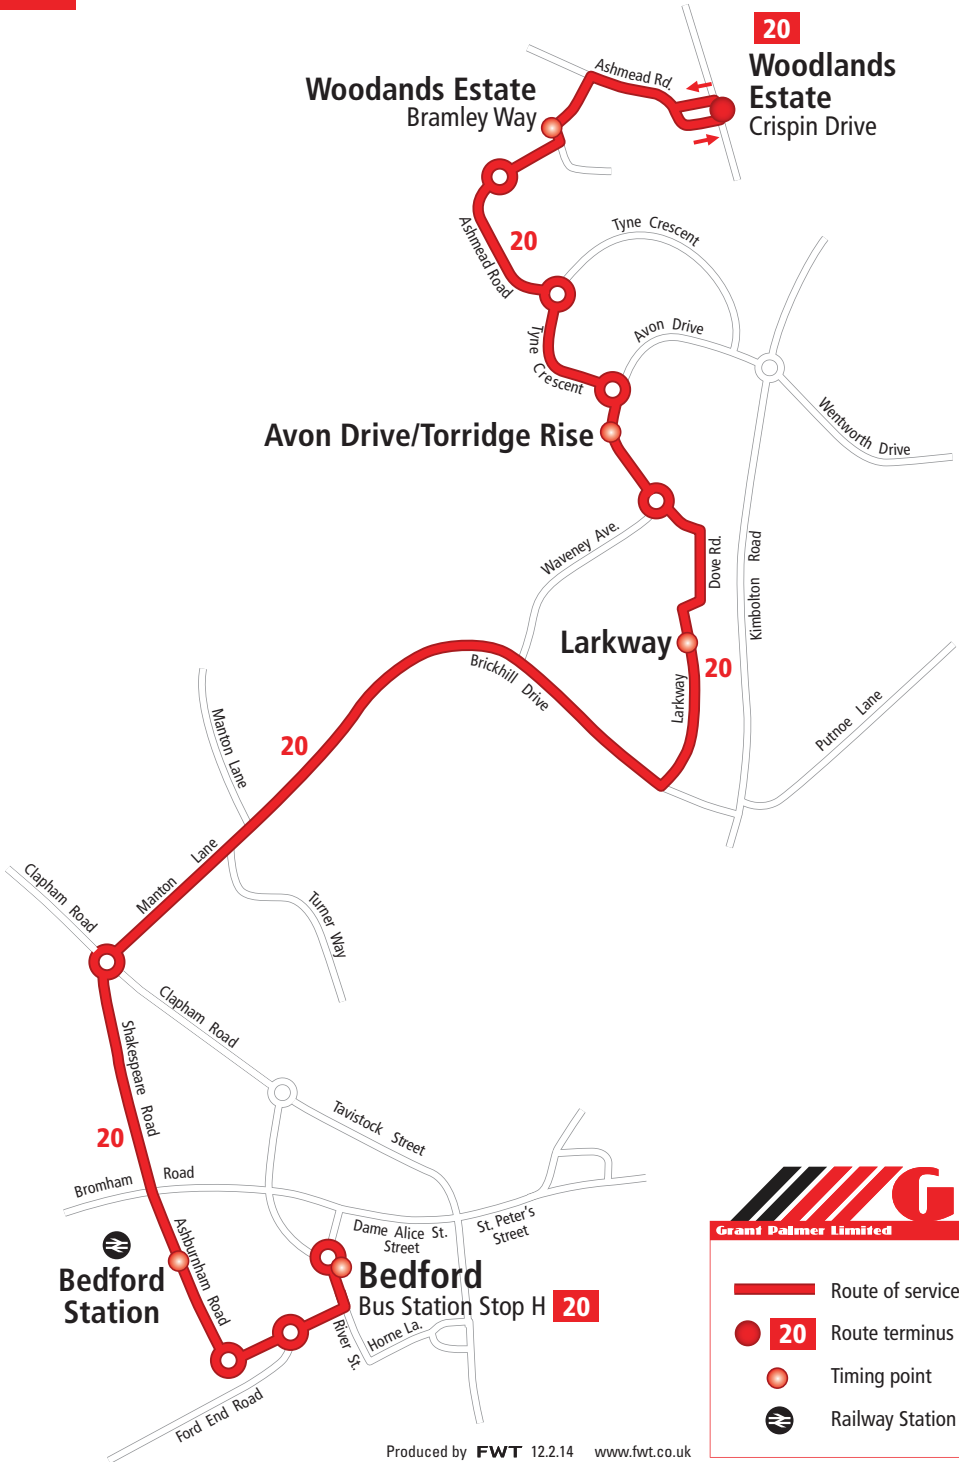 20
Woodlands
Estate
Crispin Drive
Ashmead Rd.
Woodands Estate
Bramley Way
Ashmead Road
20
Tyne Crescent
Tyne Crescent
Avon Drive
Wentworth Drive
Avon Drive/Torridge Rise
Waveney Ave.
Dove Rd.
Kimbolton Road
Larkway
20
Larkway
Brickhill Drive
Putnoe Lane
Manton Lane
20
Manton Lane
Clapham Road
Turner Way
Clapham Road
Shakespeare Road
20
Tavistock Street
Bromham Road
Dame Alice St.
Street
St. Peter's
Street
Ashburnham Road
Bedford
Station
Bedford
Bus Station Stop H 20
River St.
Horne La.
Ford End Road
Grant Palmer Limited
Route of service
20 Route terminus
Timing point
Railway Station
Produced by FWT 12.2.14 www.fwt.co.uk